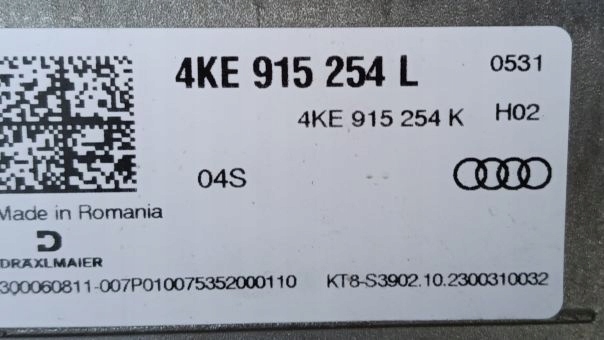 4KE 915 254 L 0531
4KE 915 254 K H02
04S
Made in Romania
DRÄXLMAIER
300060811-007P010075352000110 KT8-S3902.10.2300310032